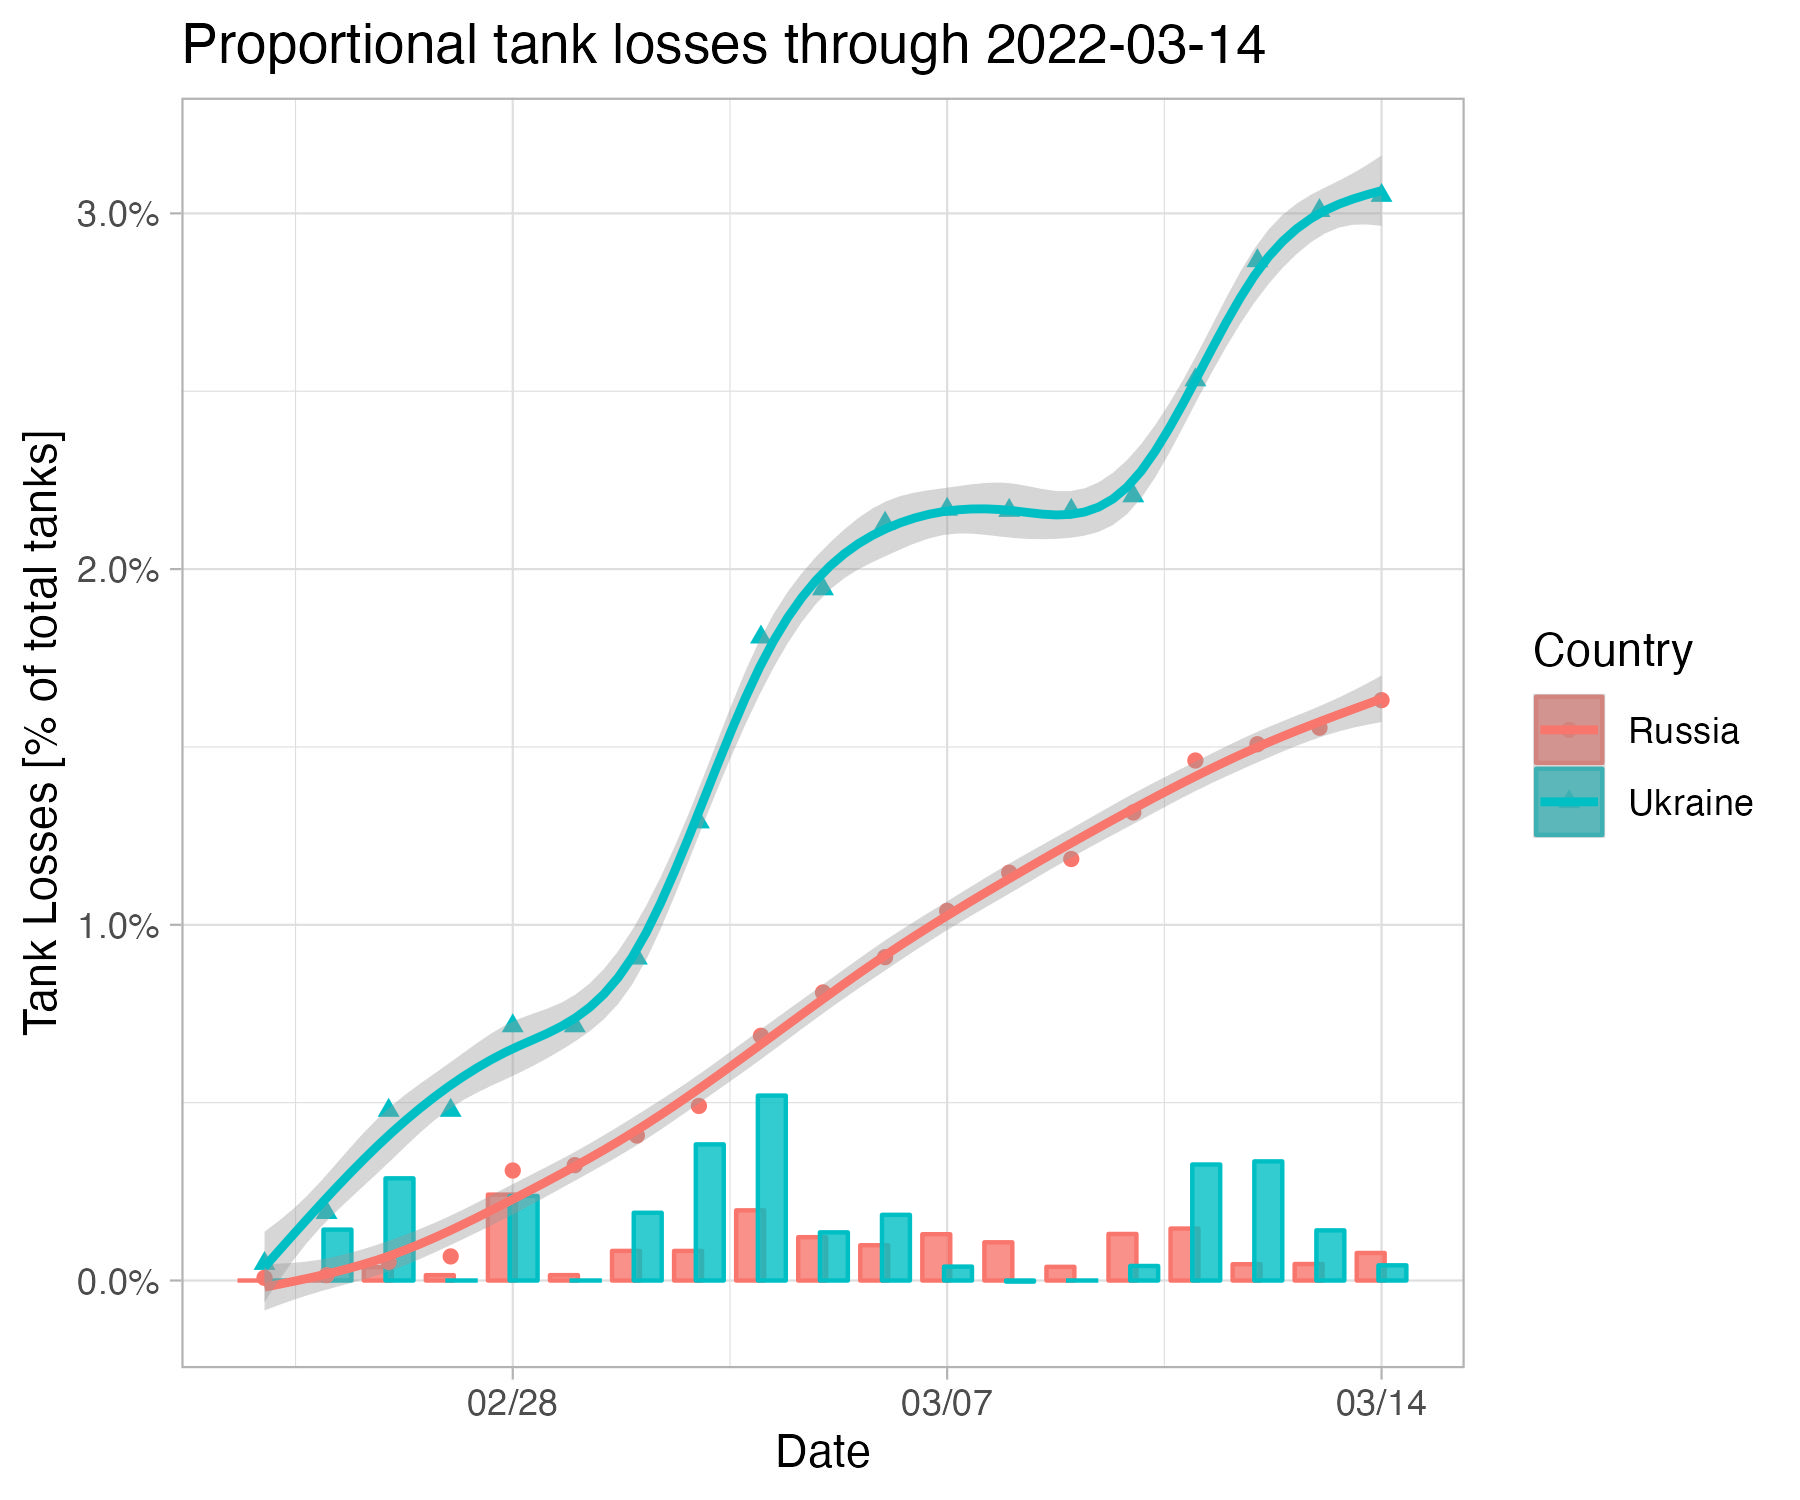 Proportional tank losses through 2022-03-14
Tank Losses [% of total tanks]
3.0%
2.0%
1.0%
0.0%
02/28
03/07
03/14
Date
Country
Russia
Ukraine